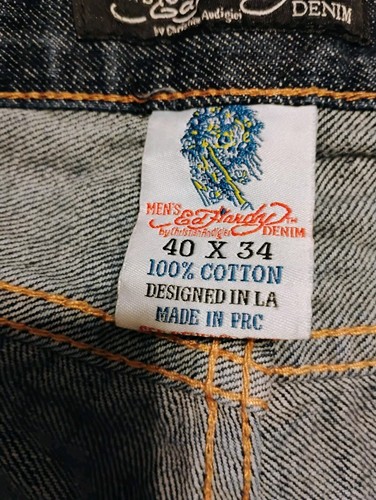 by Christian Audigier DENIM
MEN'S Ed Hardy™
by Christian Audigier DENIM
40 X 34
100% COTTON
DESIGNED IN LA
MADE IN PRC